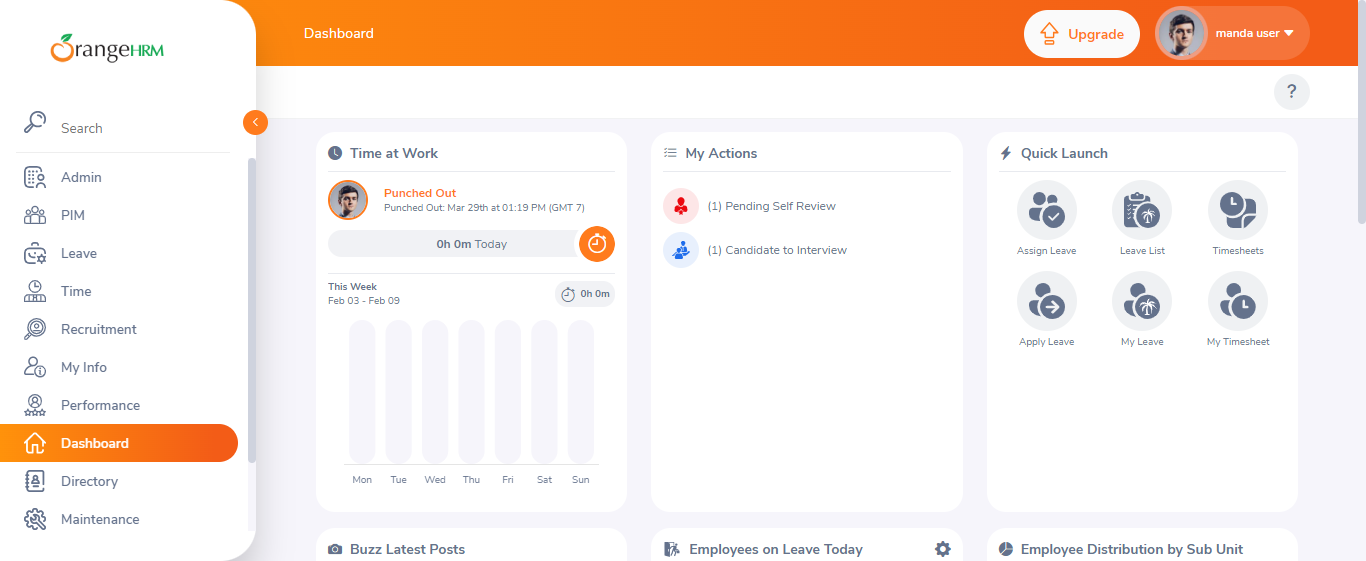 OrangeHRM
Search
Admin
PIM
Leave
Time
Recruitment
My Info
Performance
Dashboard
Directory
Maintenance
Dashboard
Upgrade
manda user
?
Time at Work
Punched Out
Punched Out: Mar 29th at 01:19 PM (GMT 7)
0h 0m Today
This Week
Feb 03 - Feb 09
0h 0m
Mon Tue Wed Thu Fri Sat Sun
My Actions
(1) Pending Self Review
(1) Candidate to Interview
Quick Launch
Assign Leave Leave List Timesheets
Apply Leave My Leave My Timesheet
Buzz Latest Posts
Employees on Leave Today
Employee Distribution by Sub Unit